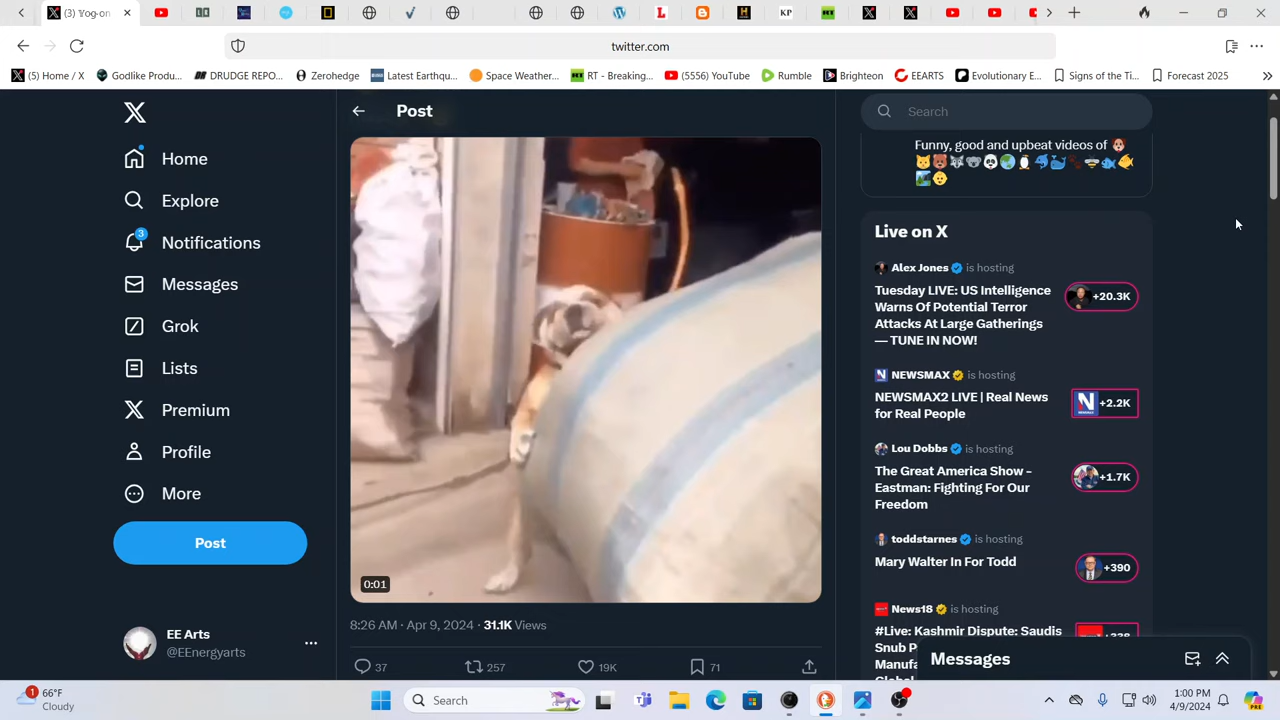 (3) Yog-on
twitter.com
(5) Home / X
Godlike Produ...
DRUDGE REPO...
Zerohedge
Latest Earthqu...
Space Weather...
RT - Breaking...
(5556) YouTube
Rumble
Brighteon
EEARTS
Evolutionary E...
Signs of the Ti...
Forecast 2025
Home
Explore
3
Notifications
Messages
Grok
Lists
Premium
Profile
More
Post
EE Arts
@EEnergyarts
Post
0:01
8:26 AM · Apr 9, 2024 · 31.1K Views
37
257
19K
71
Search
Funny, good and upbeat videos of
Live on X
Alex Jones is hosting
Tuesday LIVE: US Intelligence
Warns Of Potential Terror
Attacks At Large Gatherings
— TUNE IN NOW!
+20.3K
NEWSMAX is hosting
NEWSMAX2 LIVE | Real News
for Real People
+2.2K
Lou Dobbs is hosting
The Great America Show -
Eastman: Fighting For Our
Freedom
+1.7K
toddstarnes is hosting
Mary Walter In For Todd
+390
News18 is hosting
#Live: Kashmir Dispute: Saudis
Snub P
Manufa
Messages
1
66°F
Cloudy
Search
1:00 PM
4/9/2024